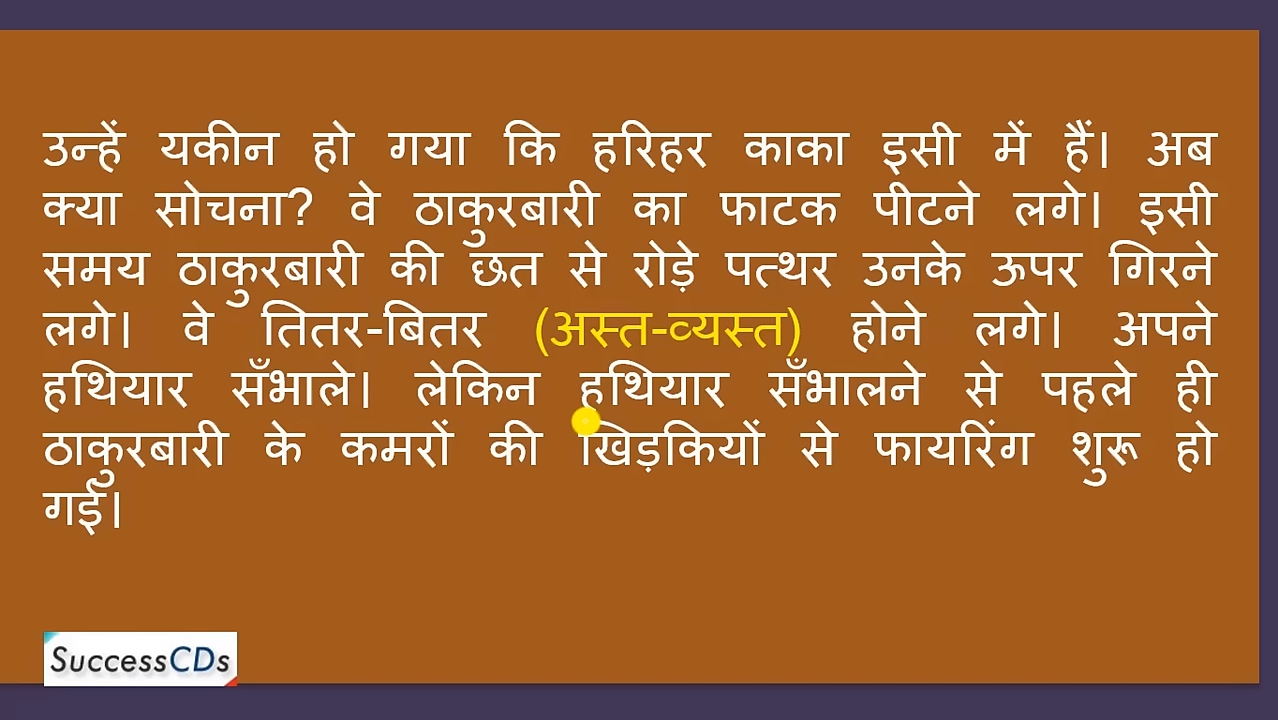 उन्हें यकीन हो गया कि हरिहर काका इसी में हैं। अब
क्या सोचना? वे ठाकुरबारी का फाटक पीटने लगे। इसी
समय ठाकुरबारी की छत से रोड़े पत्थर उनके ऊपर गिरने
लगे। वे तितर-बितर (अस्त-व्यस्त) होने लगे। अपने
हथियार सँभाले। लेकिन हथियार सँभालने से पहले ही
ठाकुरबारी के कमरों की खिड़कियों से फायरिंग शुरू हो
गई।
SuccessCDs